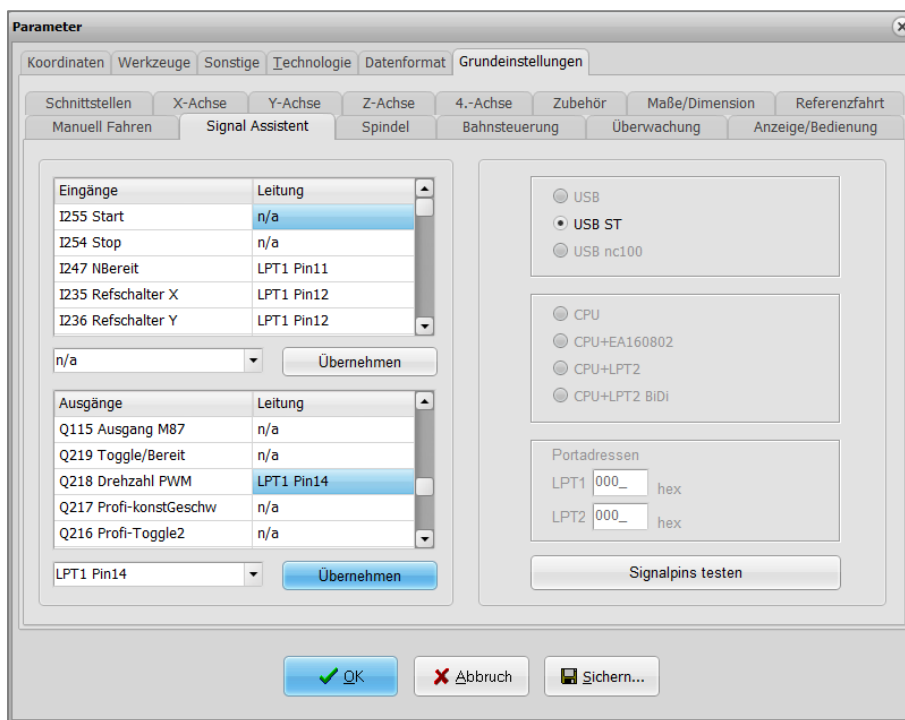 Parameter
Koordinaten Werkzeuge Sonstige Technologie Datenformat Grundeinstellungen
Schnittstellen X-Achse Y-Achse Z-Achse 4.-Achse Zubehör Maße/Dimension Referenzfahrt
Manuell Fahren Signal Assistent Spindel Bahnsteuerung Überwachung Anzeige/Bedienung
Eingänge Leitung
I255 Start n/a
I254 Stop n/a
I247 NBereit LPT1 Pin11
I235 Refschalter X LPT1 Pin12
I236 Refschalter Y LPT1 Pin12
n/a Übernehmen
Ausgänge Leitung
Q115 Ausgang M87 n/a
Q219 Toggle/Bereit n/a
Q218 Drehzahl PWM LPT1 Pin14
Q217 Profi-konstGeschw n/a
Q216 Profi-Toggle2 n/a
LPT1 Pin14 Übernehmen
USB
USB ST
USB nc100
CPU
CPU+EA160802
CPU+LPT2
CPU+LPT2 BiDi
Portadressen
LPT1 000_ hex
LPT2 000_ hex
Signalpins testen
OK Abbruch Sichern...